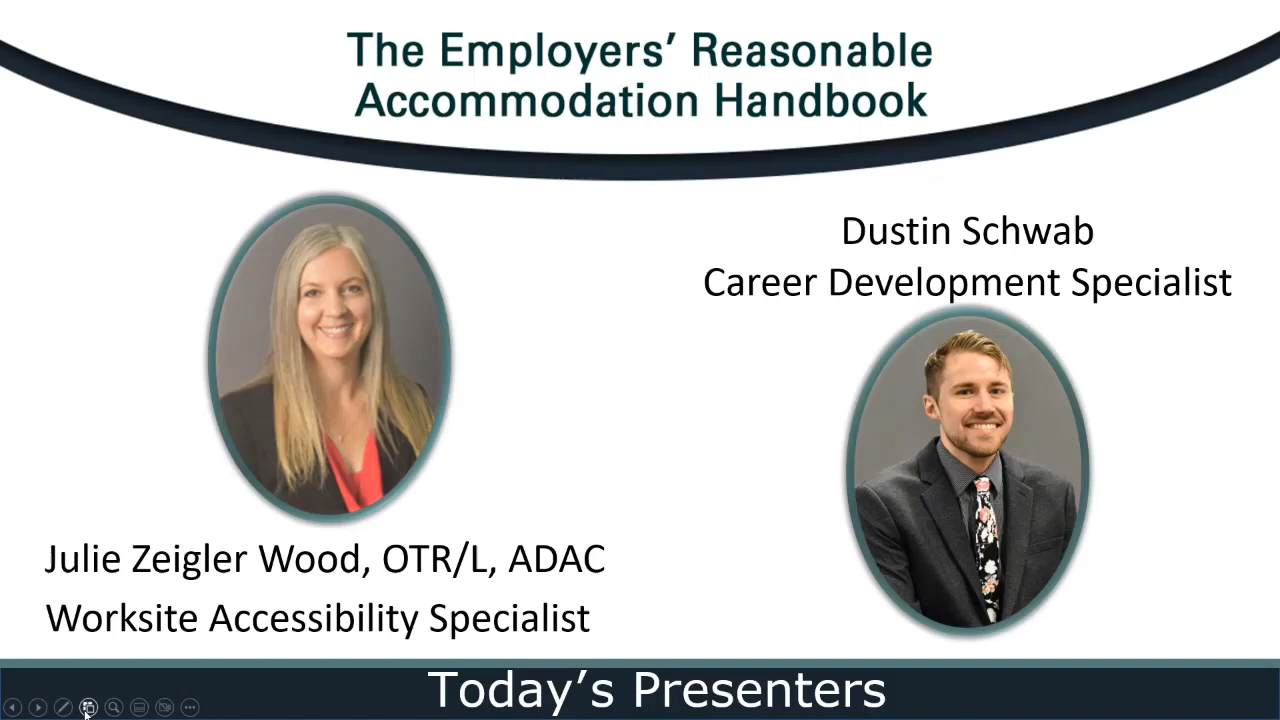 The Employers’ Reasonable
Accommodation Handbook
Dustin Schwab
Career Development Specialist
Julie Zeigler Wood, OTR/L, ADAC
Worksite Accessibility Specialist
Today’s Presenters